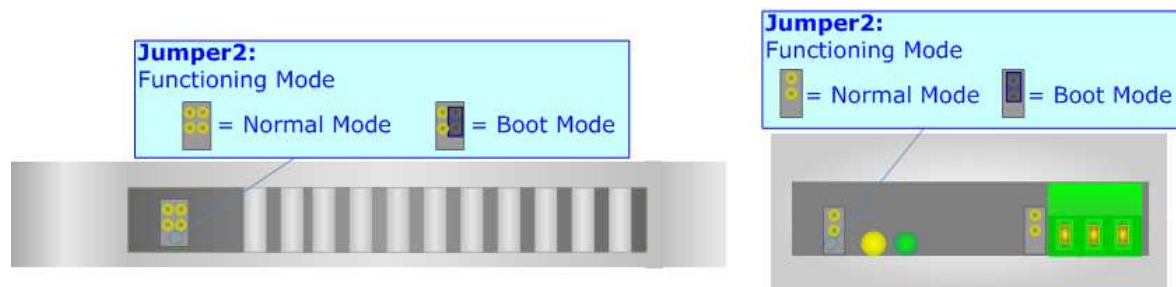 Jumper2:
Functioning Mode
= Normal Mode = Boot Mode
Jumper2:
Functioning Mode
= Normal Mode = Boot Mode